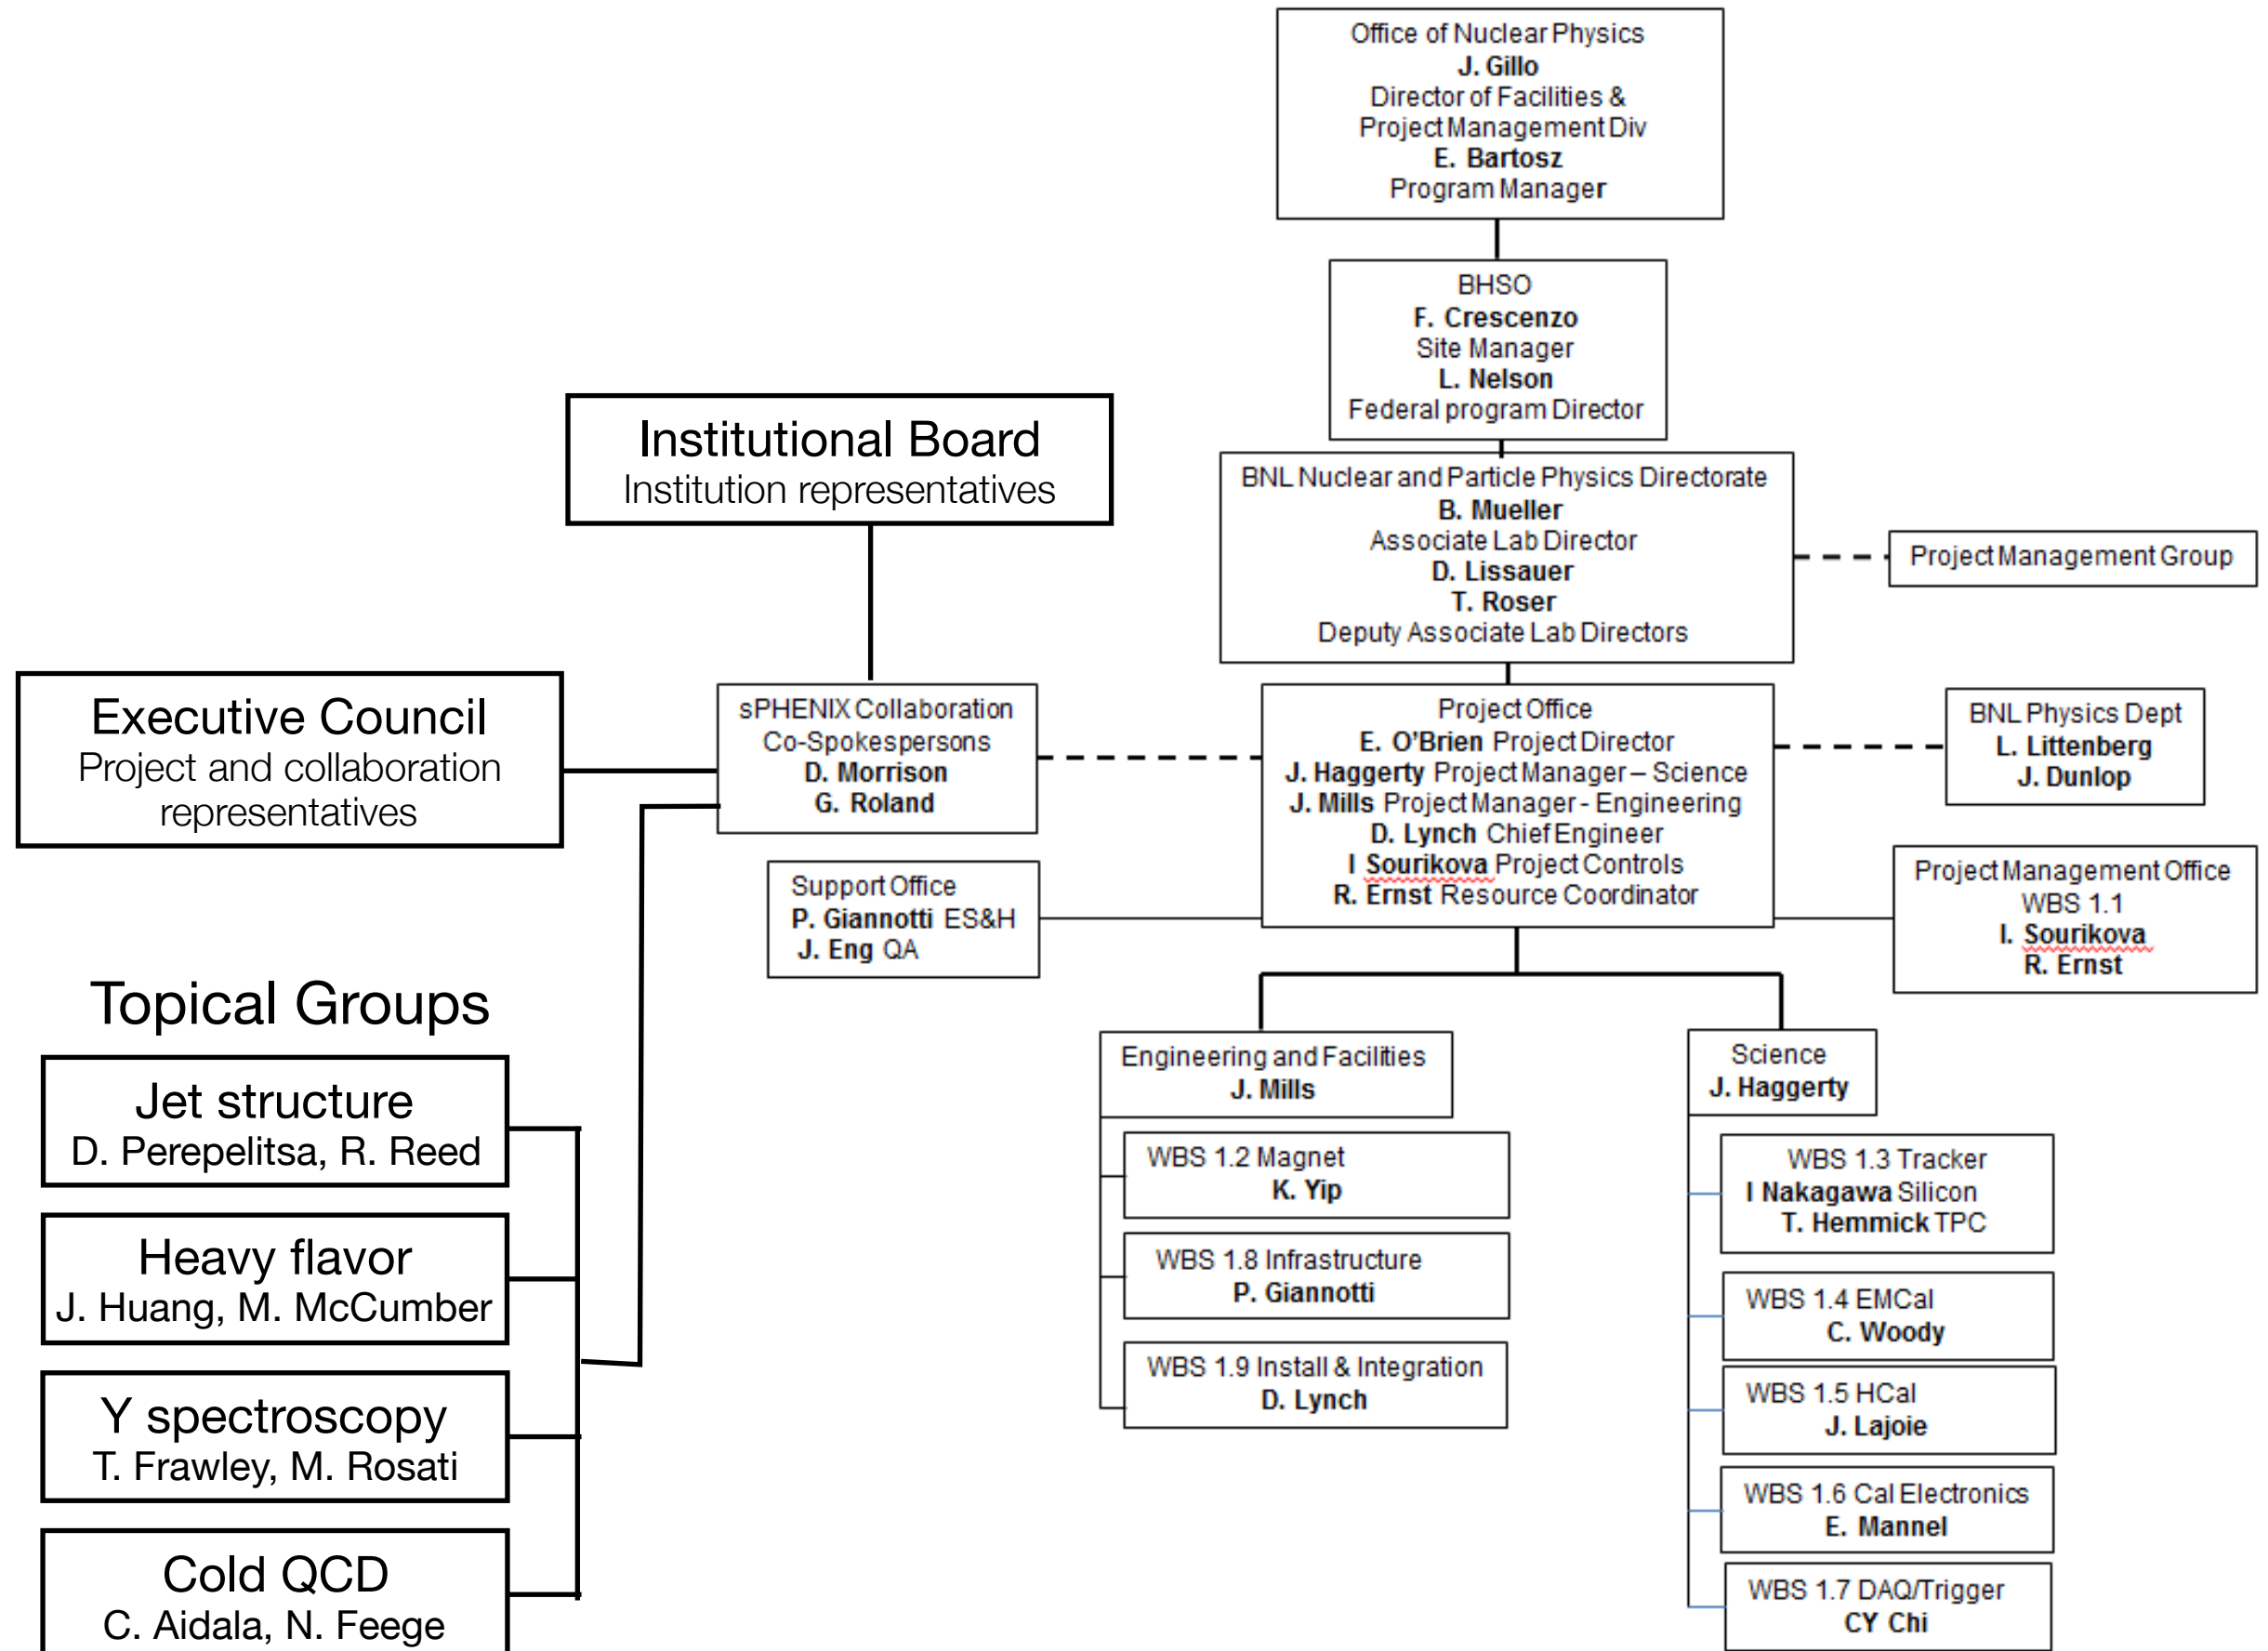 Office of Nuclear Physics
J. Gillo
Director of Facilities &
Project Management Div
E. Bartosz
Program Manager
BHSO
F. Crescenzo
Site Manager
L. Nelson
Federal program Director
Institutional Board
Institution representatives
BNL Nuclear and Particle Physics Directorate
B. Mueller
Associate Lab Director
D. Lissauer
T. Roser
Deputy Associate Lab Directors
Project Management Group
Executive Council
Project and collaboration
representatives
sPHENIX Collaboration
Co-Spokespersons
D. Morrison
G. Roland
Project Office
E. O'Brien Project Director
J. Haggerty Project Manager – Science
J. Mills Project Manager - Engineering
D. Lynch Chief Engineer
I Sourikova Project Controls
R. Ernst Resource Coordinator
BNL Physics Dept
L. Littenberg
J. Dunlop
Support Office
P. Giannotti ES&H
J. Eng QA
Project Management Office
WBS 1.1
I. Sourikova
R. Ernst
Topical Groups
Jet structure
D. Perepelitsa, R. Reed
Heavy flavor
J. Huang, M. McCumber
Y spectroscopy
T. Frawley, M. Rosati
Cold QCD
C. Aidala, N. Feege
Engineering and Facilities
J. Mills
WBS 1.2 Magnet
K. Yip
WBS 1.8 Infrastructure
P. Giannotti
WBS 1.9 Install & Integration
D. Lynch
Science
J. Haggerty
WBS 1.3 Tracker
I Nakagawa Silicon
T. Hemmick TPC
WBS 1.4 EMCal
C. Woody
WBS 1.5 HCal
J. Lajoie
WBS 1.6 Cal Electronics
E. Mannel
WBS 1.7 DAQ/Trigger
CY Chi